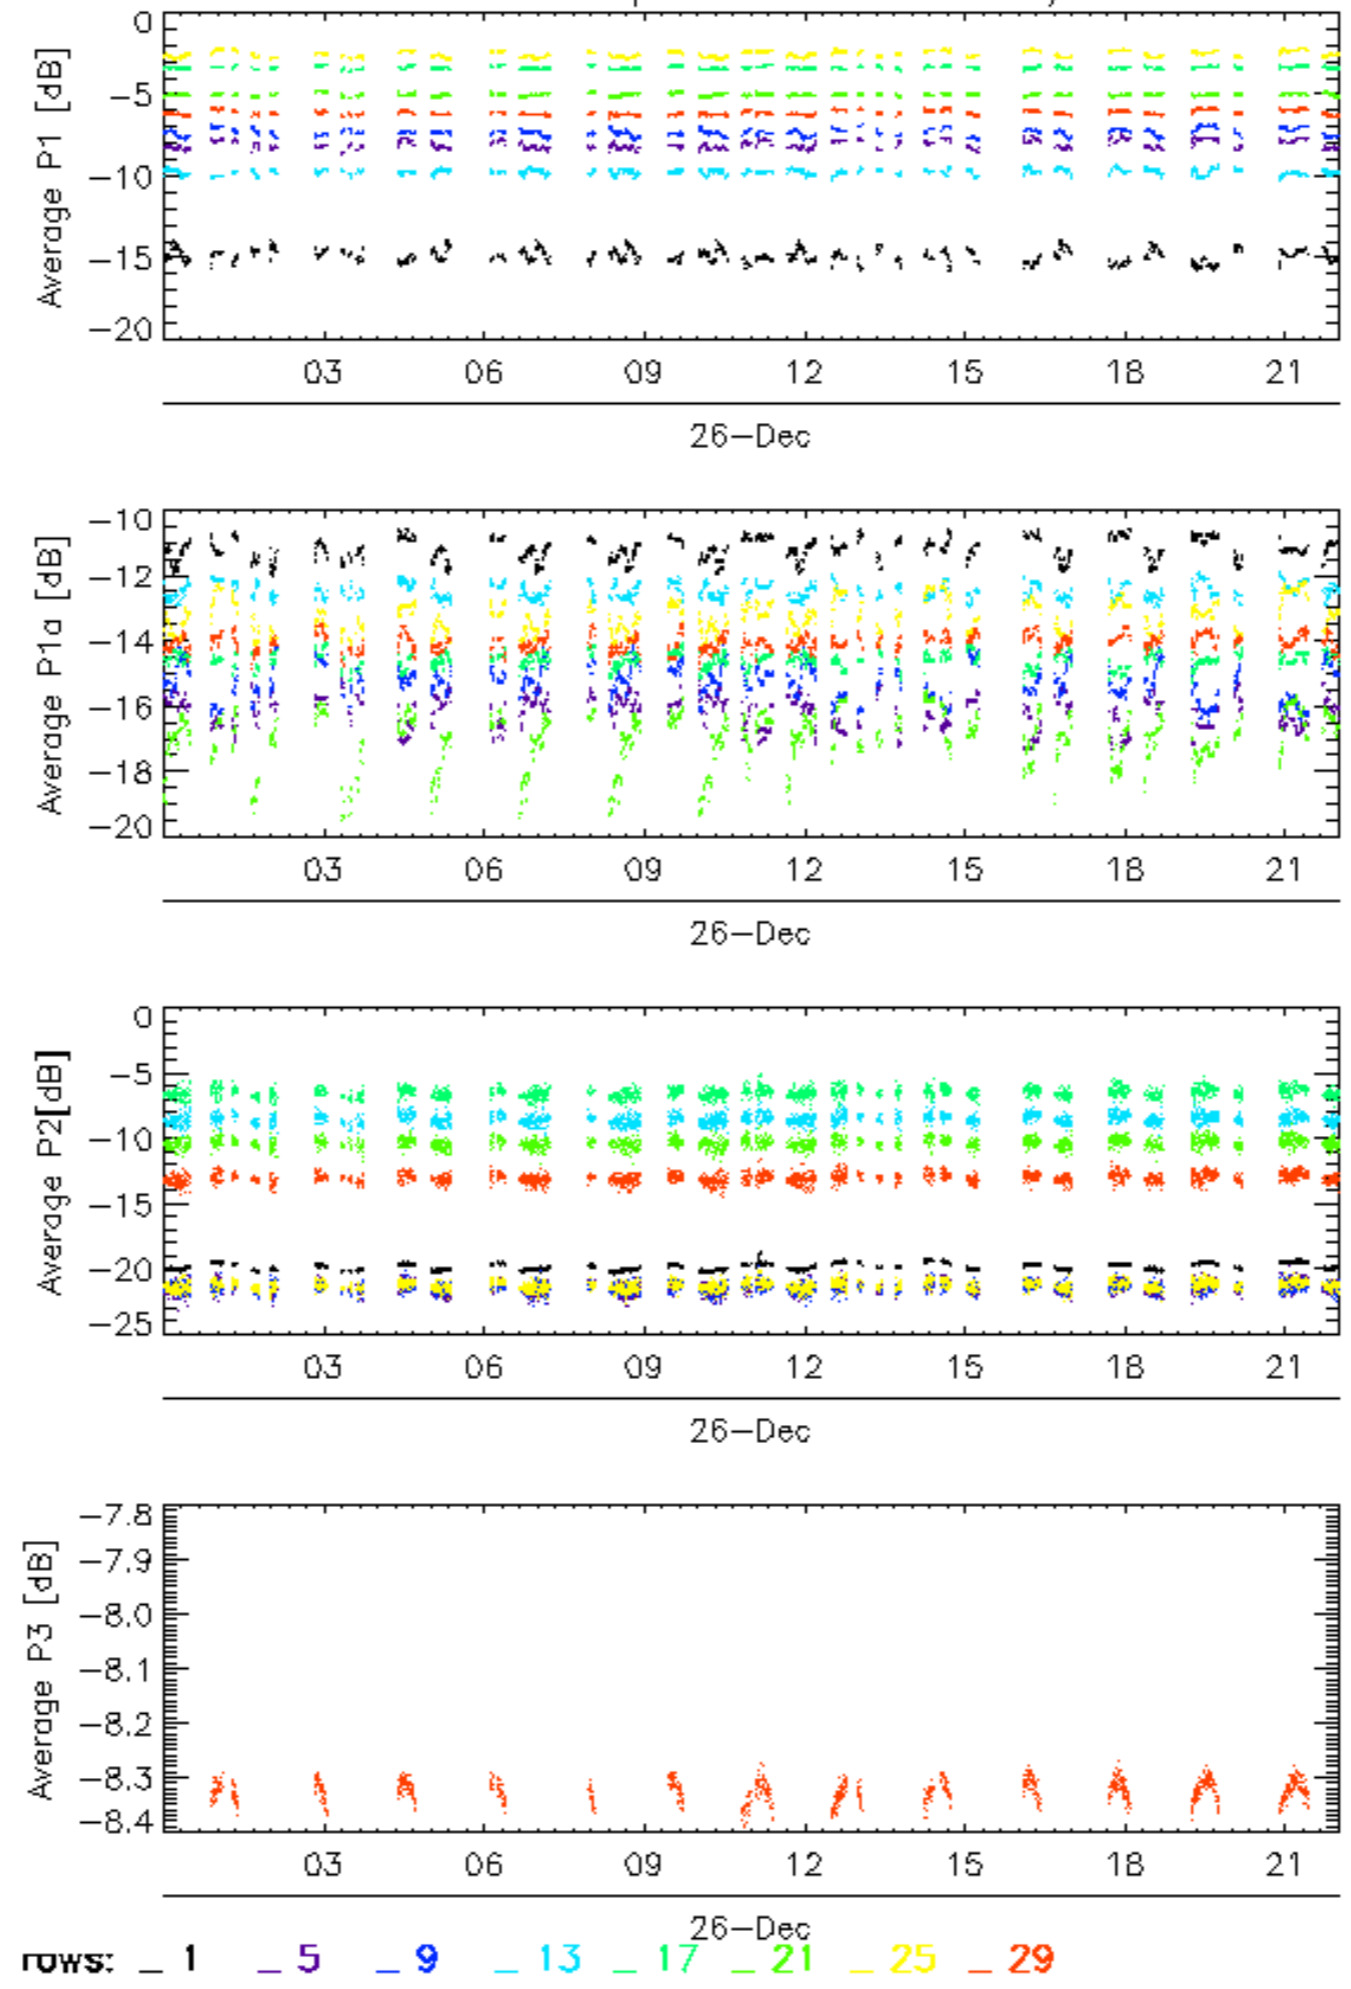 Average P1 [dB]
0
−5
−10
−15
−20
03 06 09 12 15 18 21
26−Dec
Average P1a [dB]
−10
−12
−14
−16
−18
−20
03 06 09 12 15 18 21
26−Dec
Average P2[dB]
0
−5
−10
−15
−20
−25
03 06 09 12 15 18 21
26−Dec
Average P3 [dB]
−7.8
−7.9
−8.0
−8.1
−8.2
−8.3
−8.4
03 06 09 12 15 18 21
26−Dec
rows: _ 1 _ 5 _ 9 _ 13 _ 17 _ 21 _ 25 _ 29